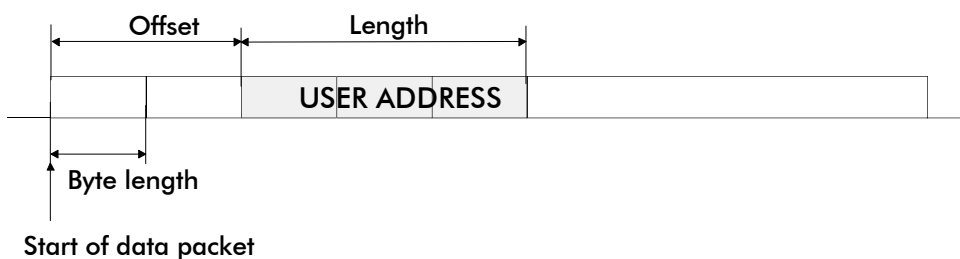 Offset Length
USER ADDRESS
Byte length
Start of data packet